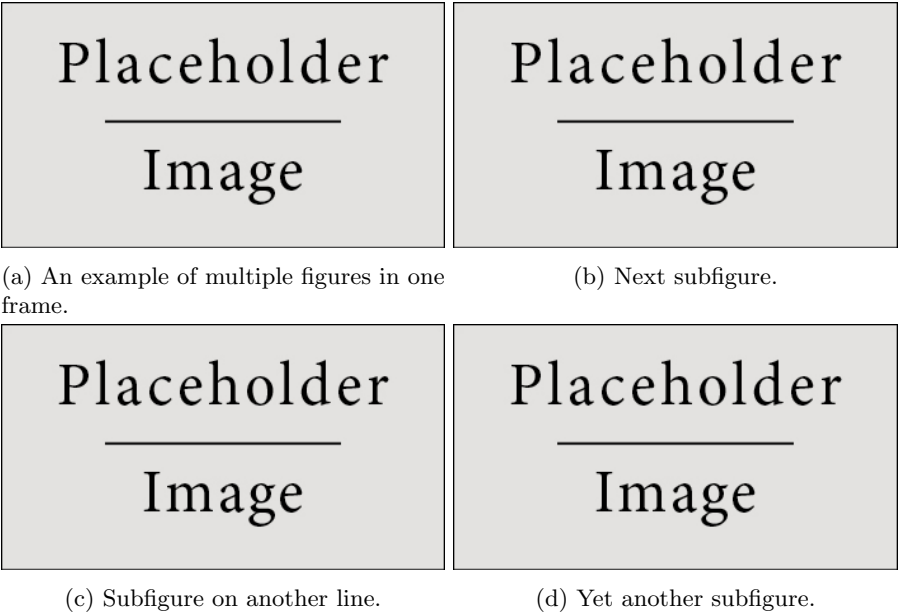 Placeholder
Image
Placeholder
Image
(a) An example of multiple figures in one
frame.
(b) Next subfigure.
Placeholder
Image
Placeholder
Image
(c) Subfigure on another line.
(d) Yet another subfigure.